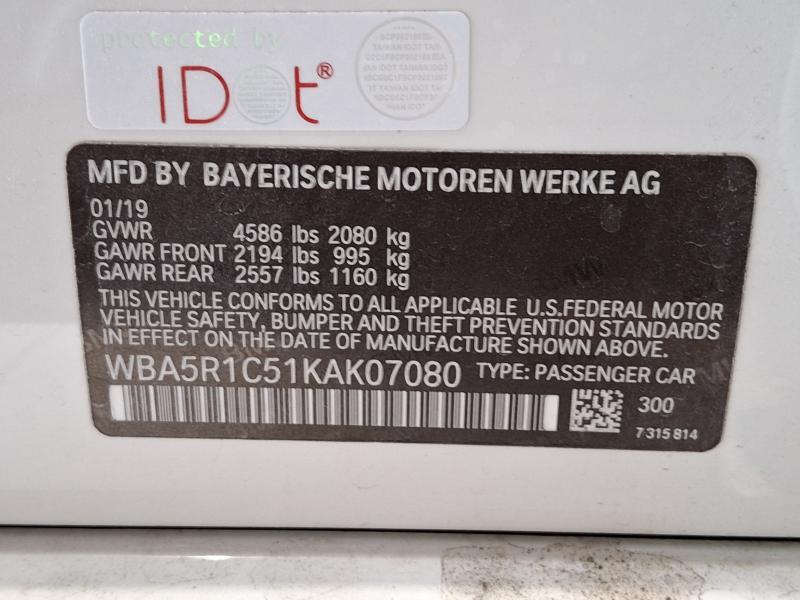 protected by
IDot®
MFD BY BAYERISCHE MOTOREN WERKE AG
01/19
GVWR 4586 lbs 2080 kg
GAWR FRONT 2194 lbs 995 kg
GAWR REAR 2557 lbs 1160 kg
THIS VEHICLE CONFORMS TO ALL APPLICABLE U.S.FEDERAL MOTOR
VEHICLE SAFETY, BUMPER AND THEFT PREVENTION STANDARDS
IN EFFECT ON THE DATE OF MANUFACTURE SHOWN ABOVE.
WBA5R1C51KAK07080 TYPE: PASSENGER CAR
300
7 315 814